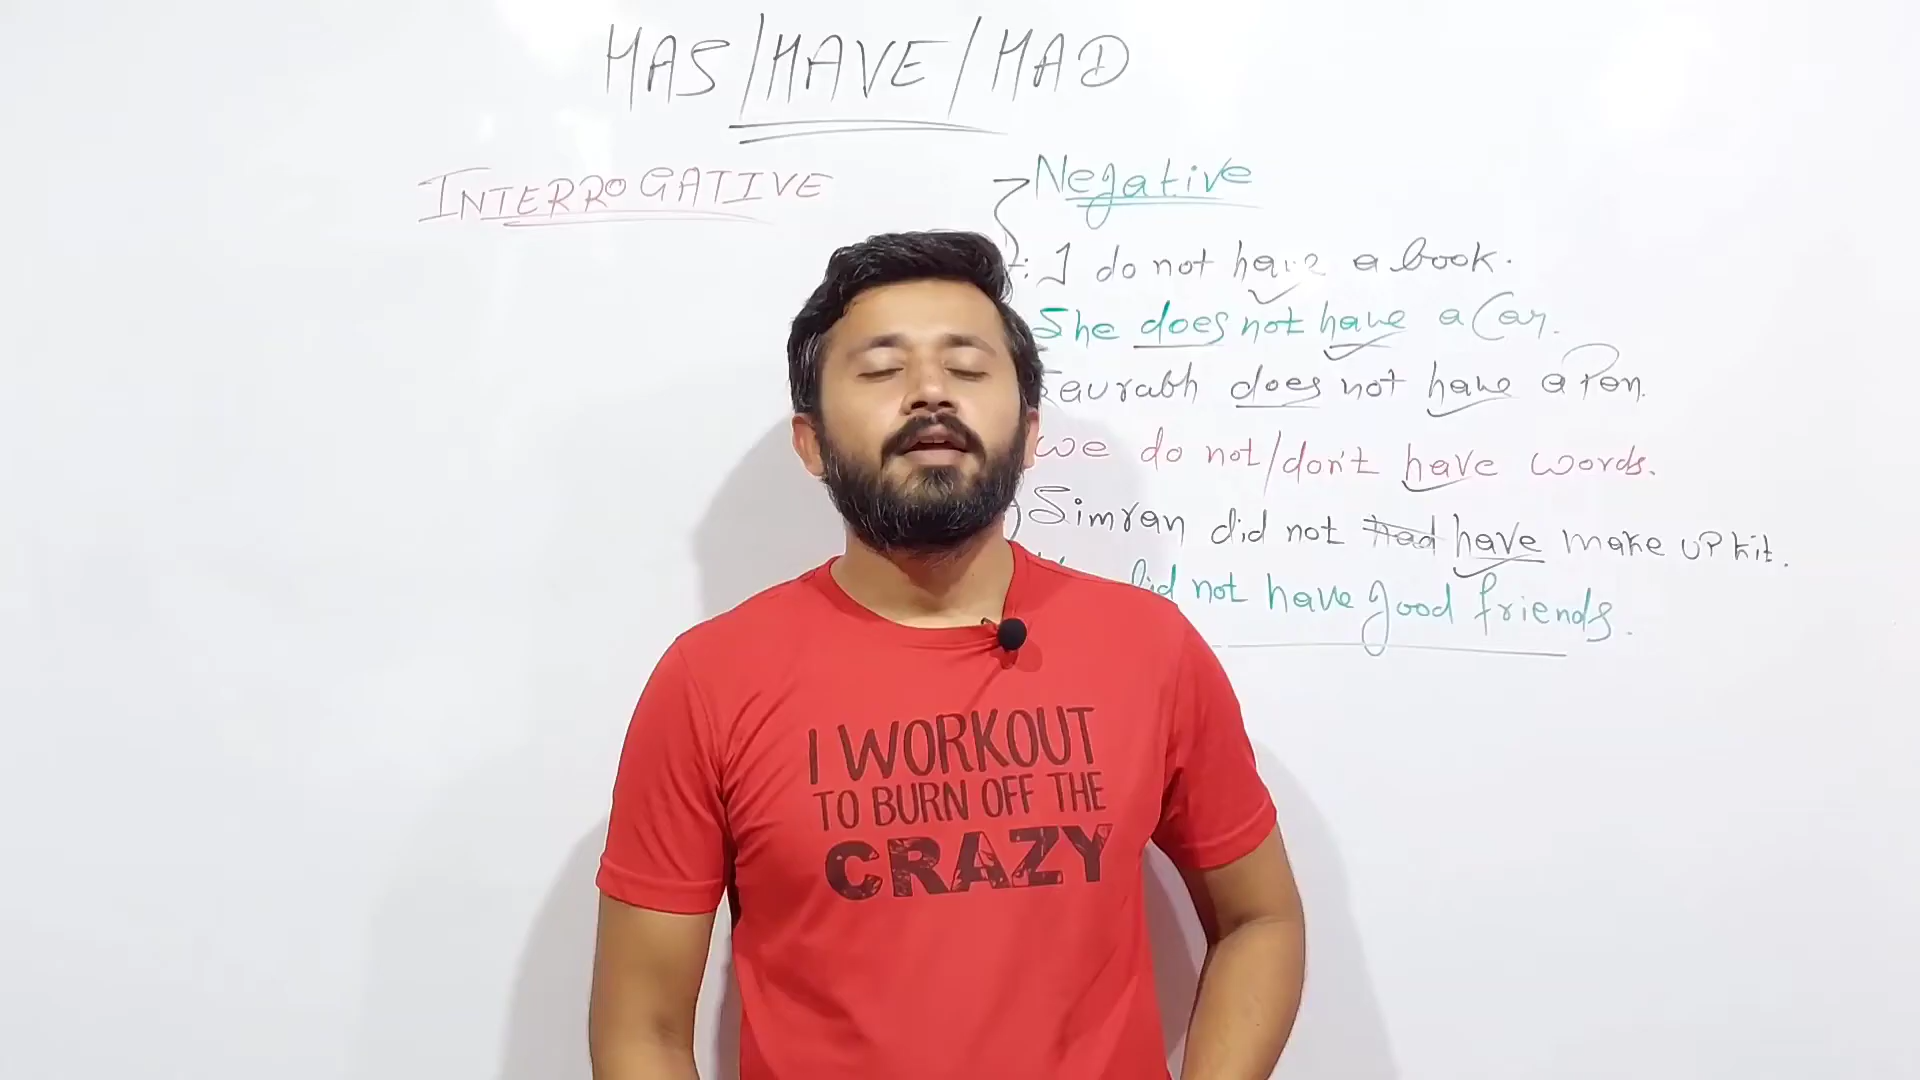 HAS/HAVE/HAD
INTERROGATIVE
Negative
I do not have a book.
She does not have a Car.
aurabh does not have a Pen.
we do not/don't have words.
Simran did not had have make up kit.
did not have good friends.
I WORKOUT
TO BURN OFF THE
CRAZY